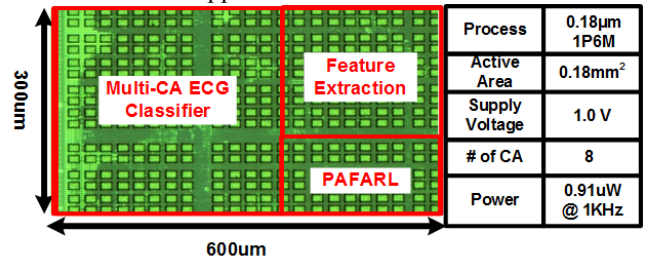 Multi-CA ECG
Classifier
Feature
Extraction
PAFARL
300um
600um
Process
0.18μm
1P6M
Active
Area
0.18mm²
Supply
Voltage
1.0 V
# of CA
8
Power
0.91uW
@ 1KHz